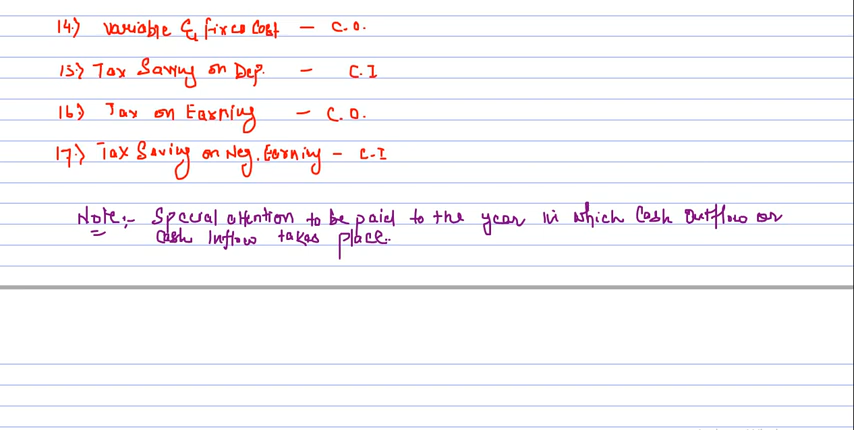 14.) Variable & fixed Cost - C.O.
15.) Tax Saving on Dep. - C.I
16.) Tax on Earning - C.O.
17.) Tax Saving on Neg. Earning - C.I
Note:- Special attention to be paid to the year in which Cash Outflow or
Cash Inflow takes place.